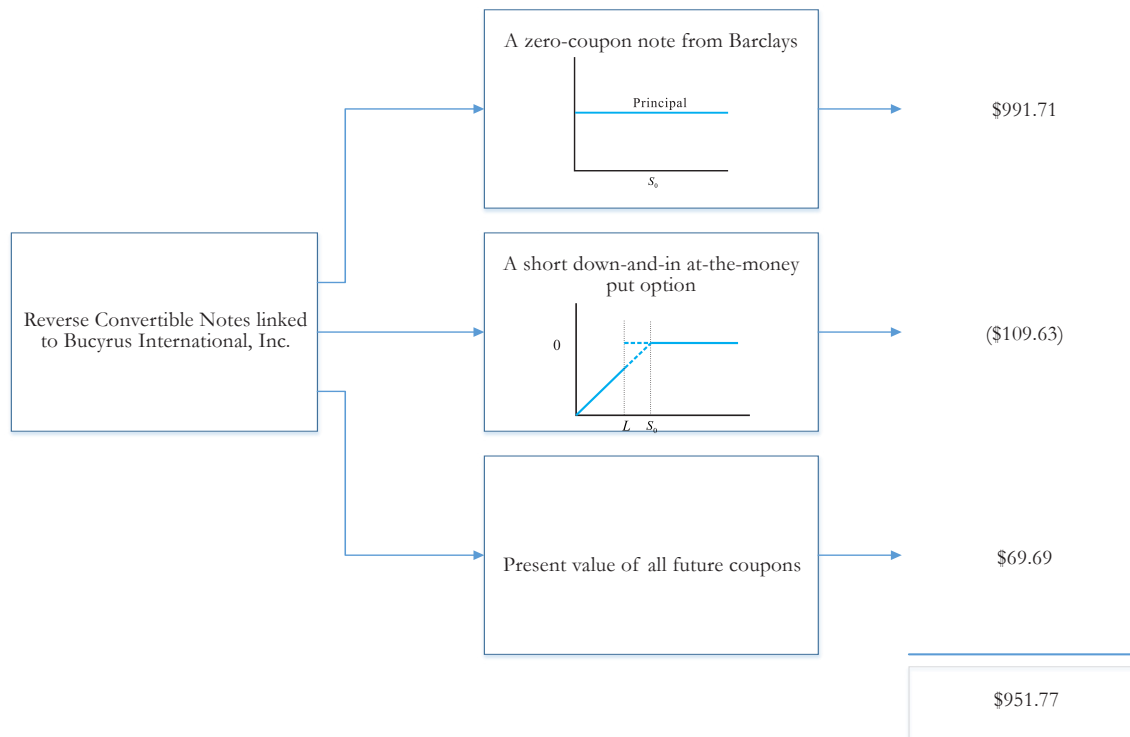 A zero-coupon note from Barclays
Principal
S₀
$991.71
Reverse Convertible Notes linked
to Bucyrus International, Inc.
A short down-and-in at-the-money
put option
0
L S₀
($109.63)
Present value of all future coupons
$69.69
$951.77